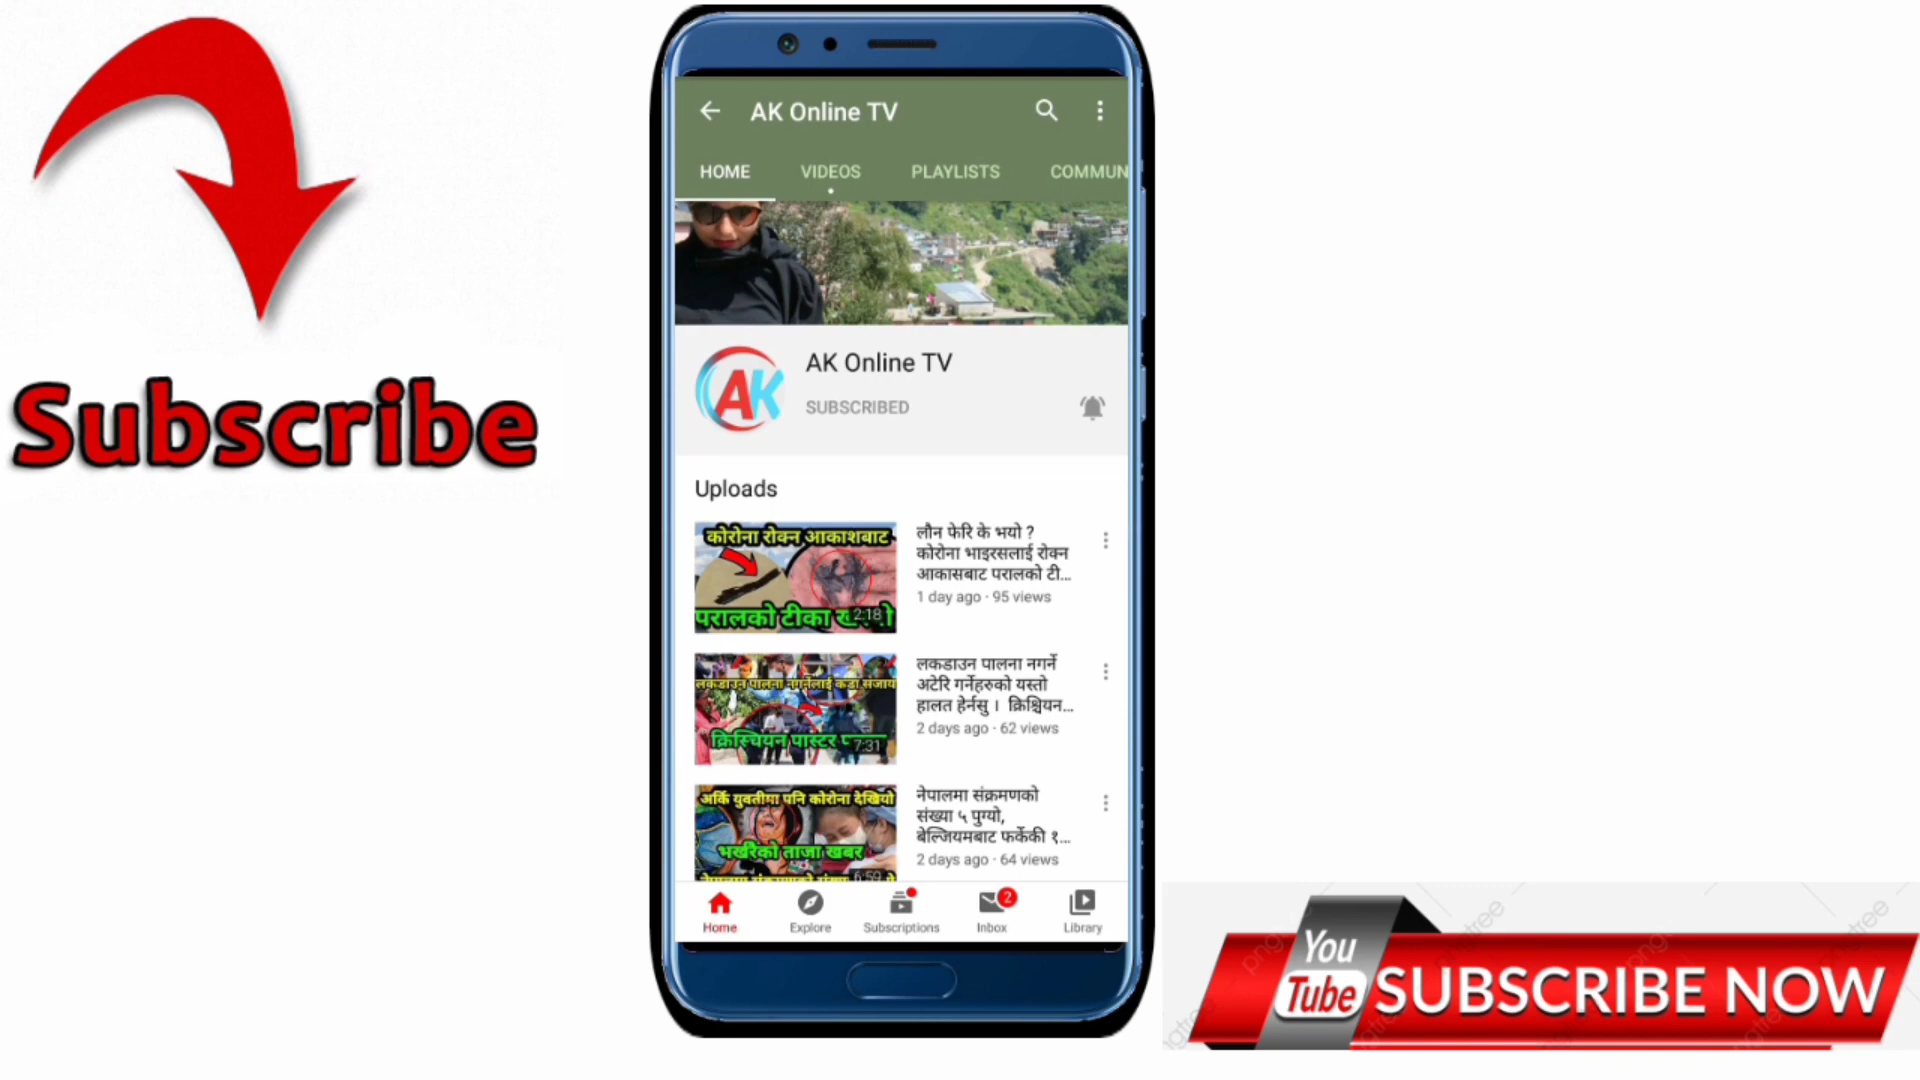 Subscribe
AK Online TV
HOME VIDEOS PLAYLISTS COMMUN
AK Online TV
SUBSCRIBED
AK
Uploads
कोरोना रोक्न आकाशबाट
परालको टीका
2:18
लौन फेरि के भयो ?
कोरोना भाइरसलाई रोक्न
आकासबाट परालको टी...
1 day ago · 95 views
लकडाउन पालना नगर्नेलाई कडा सजाय
क्रिस्चियन पास्टर
7:31
लकडाउन पालना नगर्ने
अटेरि गर्नेहरुको यस्तो
हालत हेर्नसु । क्रिश्चियन...
2 days ago · 62 views
अर्कि युवतीमा पनि कोरोना देखियो
भर्खरैको ताजा खबर
6:59
नेपालमा संक्रमणको
संख्या ५ पुग्यो,
बेल्जियमबाट फर्केकी १...
2 days ago · 64 views
2
Home Explore Subscriptions Inbox Library
You
Tube SUBSCRIBE NOW